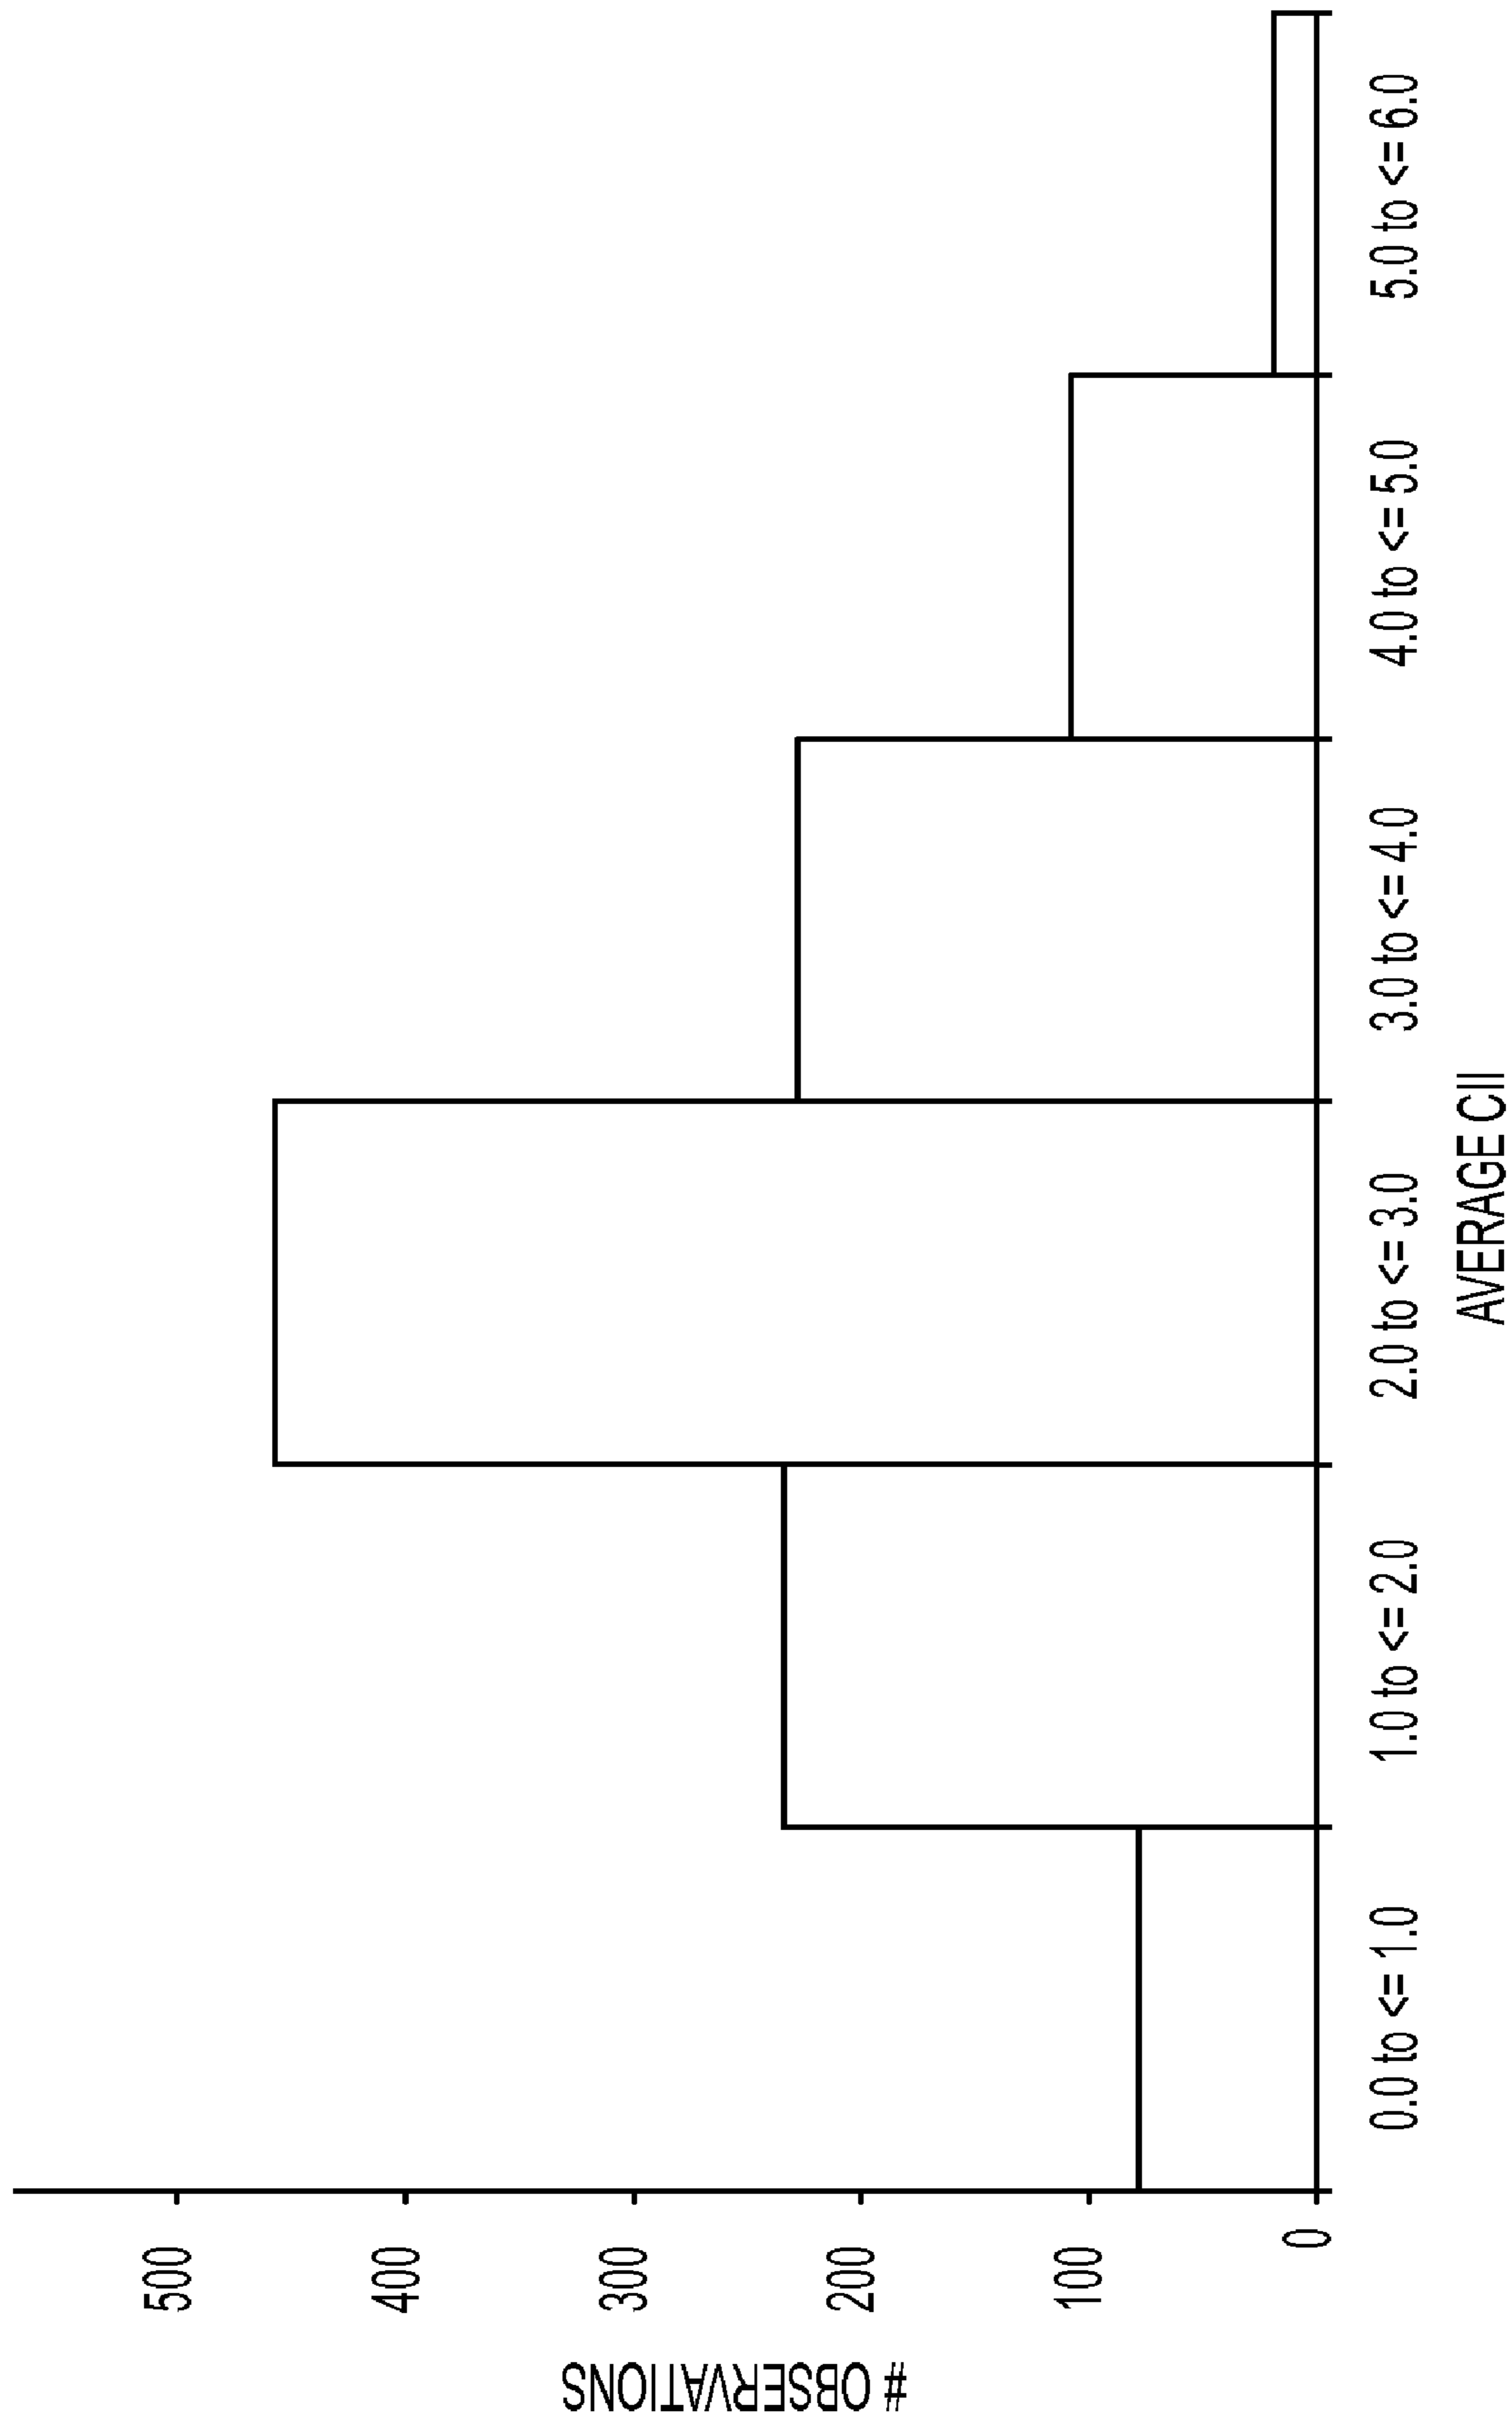 # OBSERVATIONS
500
400
300
200
100
0
0.0 to <= 1.0
1.0 to <= 2.0
2.0 to <= 3.0
3.0 to <= 4.0
4.0 to <= 5.0
5.0 to <= 6.0
AVERAGE CII